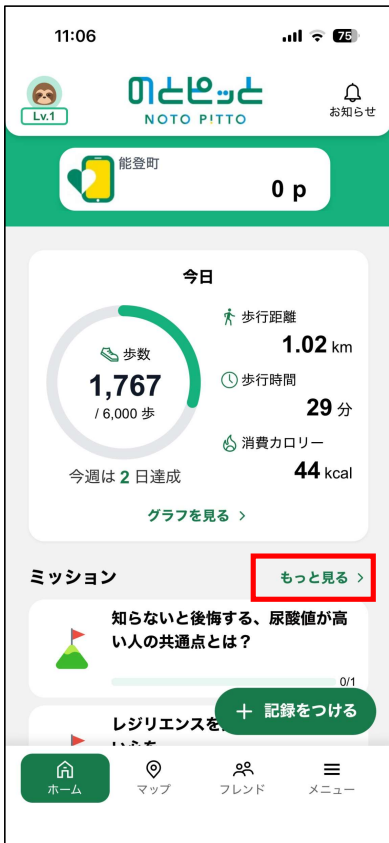 11:06
75
のとピッと
NOTO P!TTO
Lv.1
お知らせ
能登町
0 p
今日
歩数
1,767
/ 6,000 歩
今週は 2 日達成
歩行距離
1.02 km
歩行時間
29 分
消費カロリー
44 kcal
グラフを見る >
ミッション
もっと見る >
知らないと後悔する、尿酸値が高
い人の共通点とは？
0/1
レジリエンスを
+ 記録をつける
ホーム
マップ
フレンド
メニュー